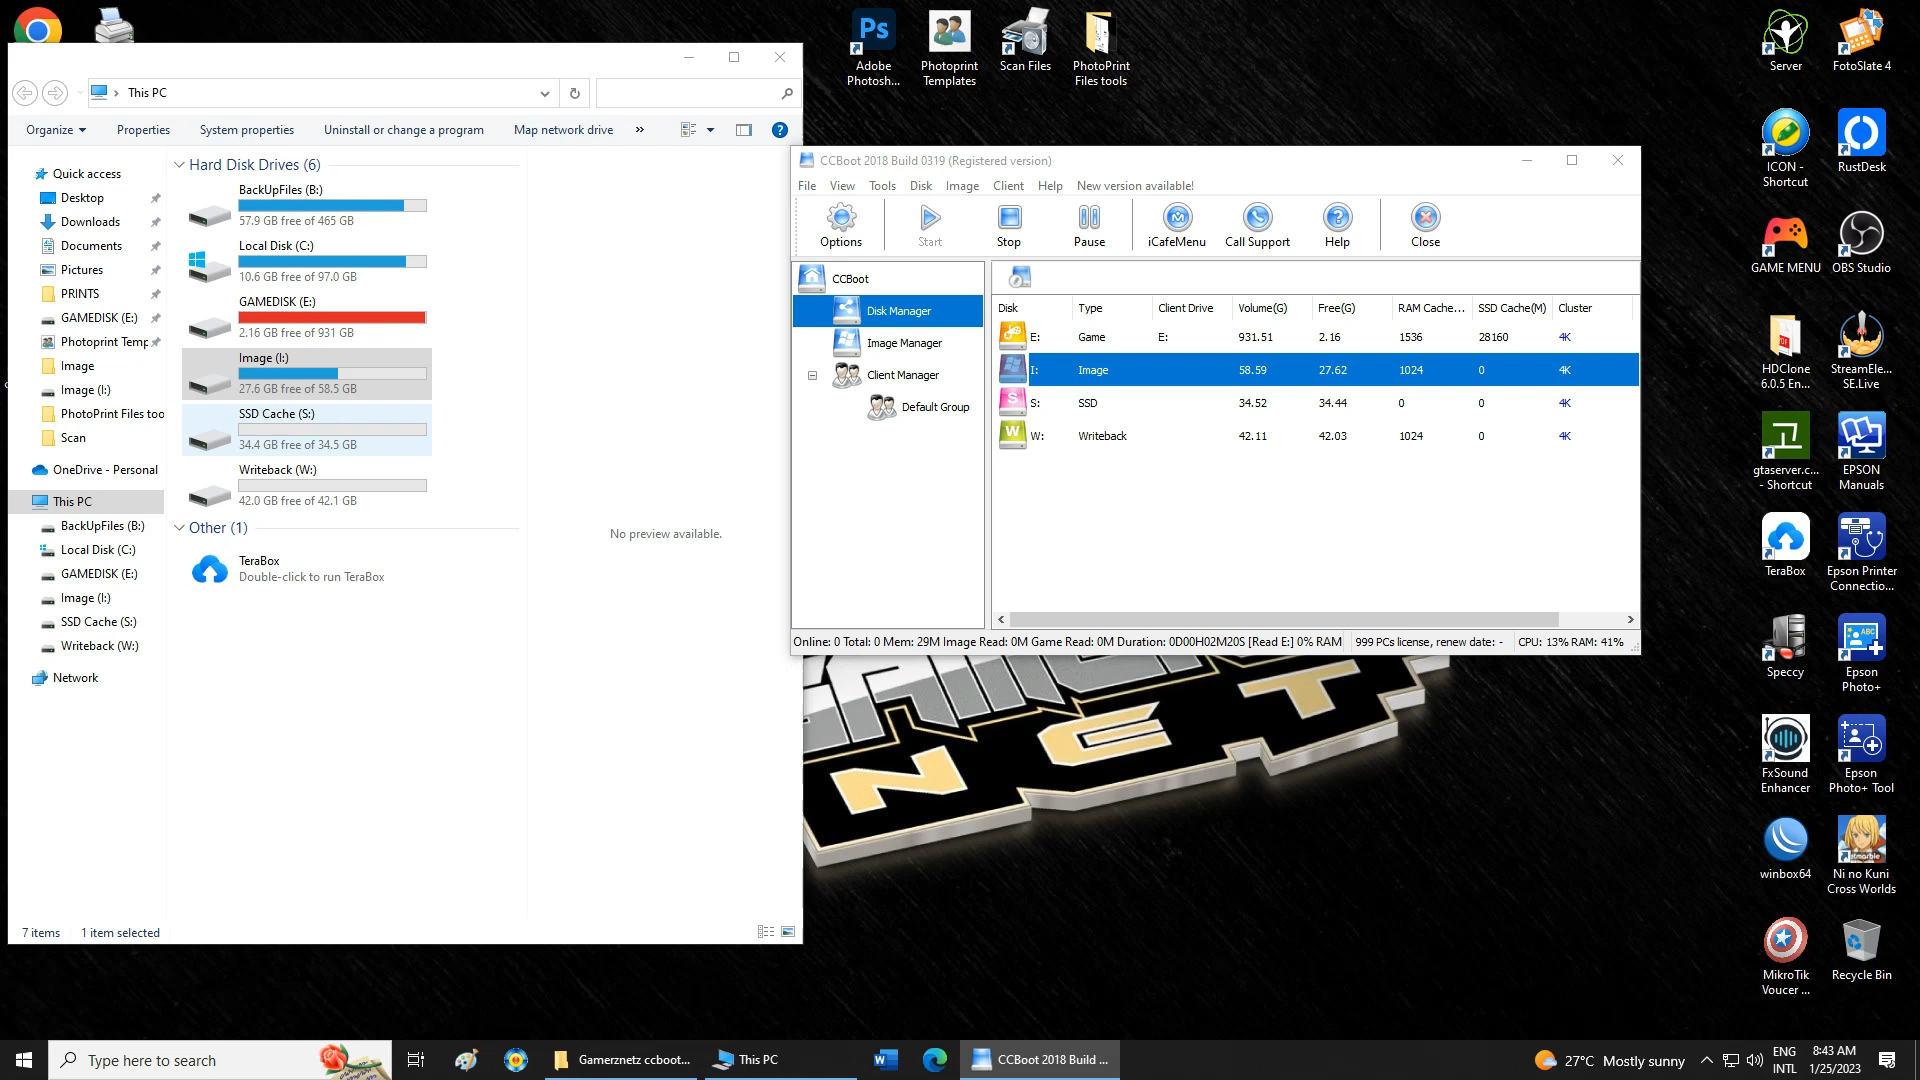 This PC
Organize
Properties
System properties
Uninstall or change a program
Map network drive
»
Quick access
Desktop
Downloads
Documents
Pictures
PRINTS
GAMEDISK (E:)
Photoprint Temp
Image
Image (I:)
PhotoPrint Files too
Scan
OneDrive - Personal
This PC
BackUpFiles (B:)
Local Disk (C:)
GAMEDISK (E:)
Image (I:)
SSD Cache (S:)
Writeback (W:)
Network
Hard Disk Drives (6)
BackUpFiles (B:)
57.9 GB free of 465 GB
Local Disk (C:)
10.6 GB free of 97.0 GB
GAMEDISK (E:)
2.16 GB free of 931 GB
Image (I:)
27.6 GB free of 58.5 GB
SSD Cache (S:)
34.4 GB free of 34.5 GB
Writeback (W:)
42.0 GB free of 42.1 GB
Other (1)
TeraBox
Double-click to run TeraBox
No preview available.
7 items
1 item selected
Ps
Adobe
Photosh...
Photoprint
Templates
Scan Files
PhotoPrint
Files tools
CCBoot 2018 Build 0319 (Registered version)
File View Tools Disk Image Client Help New version available!
Options
Start
Stop
Pause
iCafeMenu
Call Support
Help
Close
CCBoot
Disk Manager
Image Manager
Client Manager
Default Group
Disk Type Client Drive Volume(G) Free(G) RAM Cache... SSD Cache(M) Cluster
E: Game E: 931.51 2.16 1536 28160 4K
I: Image 58.59 27.62 1024 0 4K
S S: SSD 34.52 34.44 0 0 4K
W W: Writeback 42.11 42.03 1024 0 4K
Online: 0 Total: 0 Mem: 29M Image Read: 0M Game Read: 0M Duration: 0D00H02M20S [Read E:] 0% RAM
999 PCs license, renew date: -
CPU: 13% RAM: 41%
NET
Server
FotoSlate 4
ICON -
Shortcut
RustDesk
GAME MENU
OBS Studio
PDF
HDClone
6.0.5 En...
StreamEle...
SE.Live
고
gtaserver.c...
- Shortcut
EPSON
Manuals
TeraBox
Epson Printer
Connectio...
Speccy
ABC
Epson
Photo+
FxSound
Enhancer
Epson
Photo+ Tool
winbox64
netmarble
Ni no Kuni
Cross Worlds
MikroTik
Voucer ...
Recycle Bin
Type here to search
Gamerznetz ccboot...
This PC
W
CCBoot 2018 Build ...
27°C Mostly sunny
ENG
INTL
8:43 AM
1/25/2023